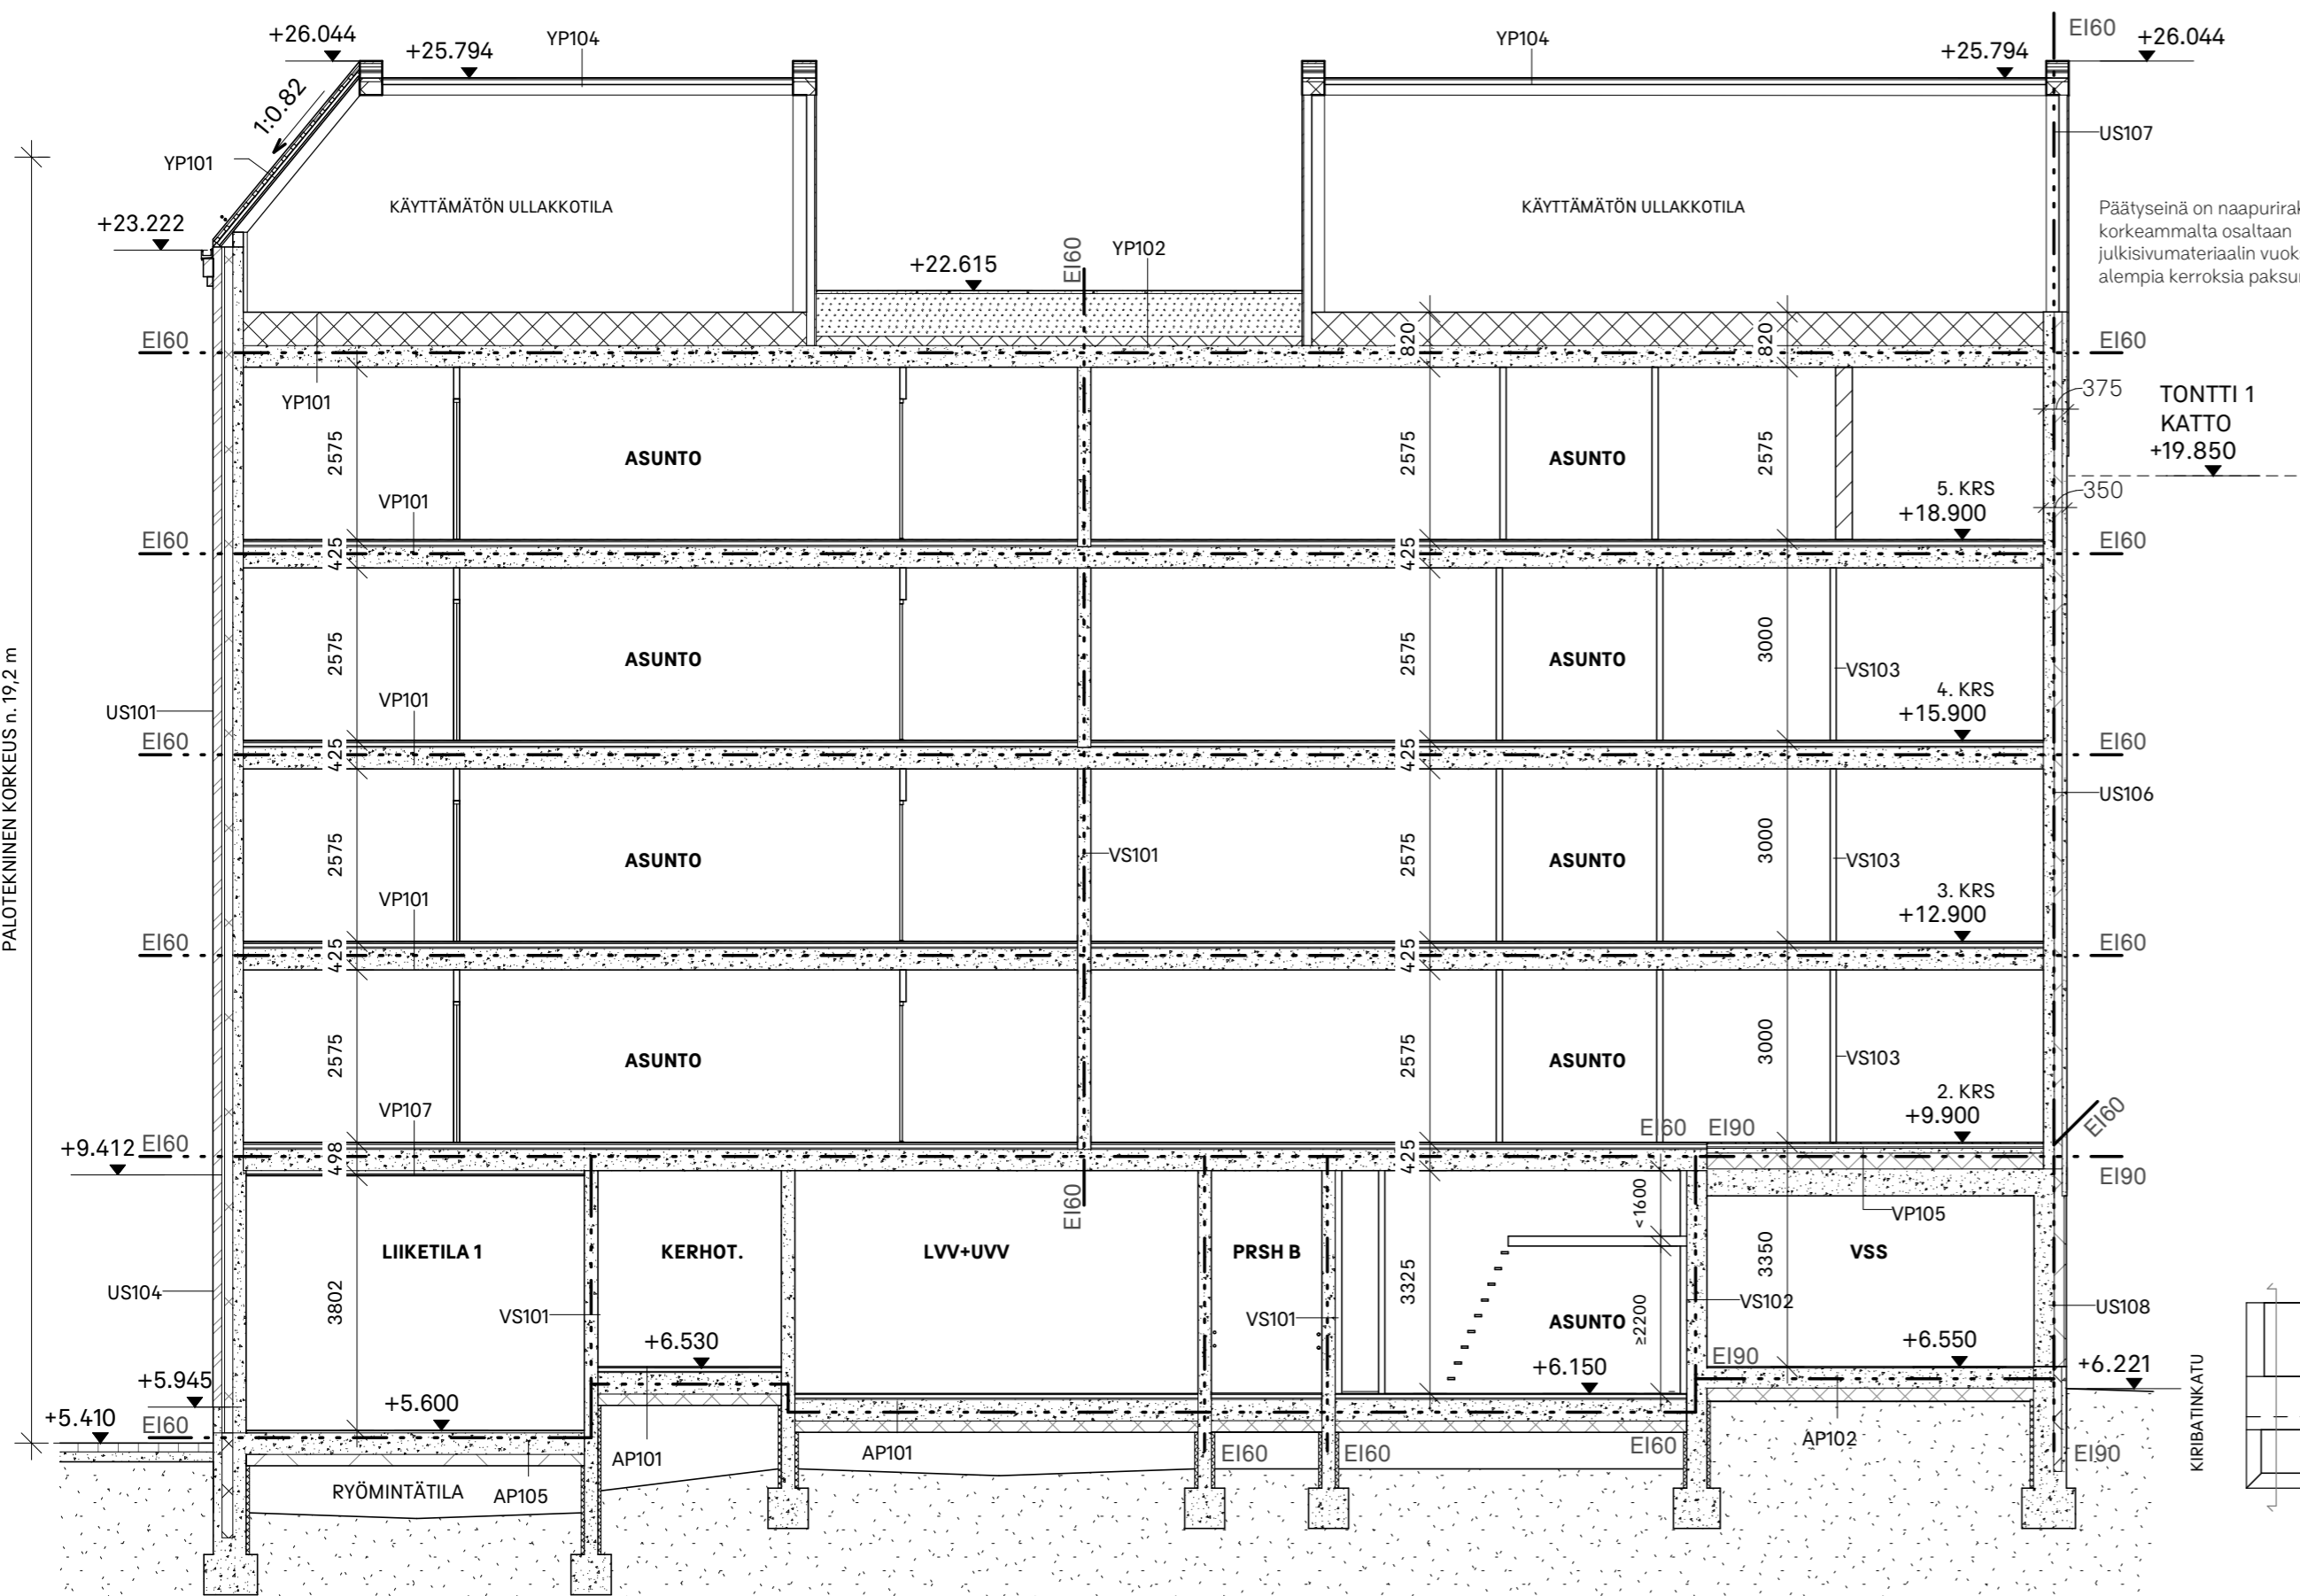 +26.044
+25.794
YP104
YP104
+25.794
EI60
+26.044
1:0.82
YP101
US107
KÄYTTÄMÄTÖN ULLAKKOTILA
KÄYTTÄMÄTÖN ULLAKKOTILA
Päätyseinä on
korkeammalta osaltaan
alempia kerroksia
+23.222
+22.615
EI60
YP102
EI60
820
820
EI60
YP101
375
TONTTI 1
KATTO
+19.850
2575
ASUNTO
2575
ASUNTO
2575
VP101
5. KRS
+18.900
350
EI60
425
425
EI60
2575
ASUNTO
2575
ASUNTO
3000
VS103
VP101
4. KRS
+15.900
US101
EI60
425
425
EI60
PALOTEKNINEN KORKEUS n. 19,2 m
US106
2575
ASUNTO
VS101
2575
ASUNTO
3000
VS103
VP101
3. KRS
+12.900
EI60
425
425
EI60
2575
ASUNTO
2575
ASUNTO
3000
VS103
VP107
2. KRS
+9.900
EI60
+9.412
EI60
498
425
EI60
EI90
EI90
EI60
<1600
VP105
LIIKETILA 1
KERHOT.
LVV+UVV
PRSH B
3350
VSS
US104
3802
VS101
VS101
3325
ASUNTO
≥2200
VS102
US108
+6.530
+6.150
EI90
+6.550
+6.221
KIRIBATINKATU
+5.945
+5.410
EI60
+5.600
AP101
AP101
EI60
EI60
EI60
AP102
EI90
RYÖMINTÄTILA
AP105